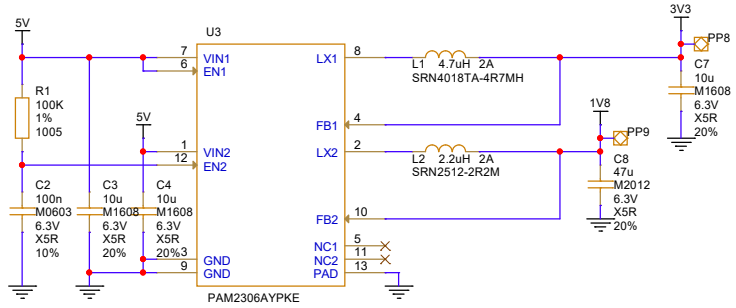 5V
U3
3V3
PP8
7
VIN1
LX1
8
6
EN1
L1 4.7uH 2A
SRN4018TA-4R7MH
C7
10u
M1608
6.3V
X5R
20%
R1
100K
1%
1005
5V
4
FB1
1V8
PP9
1
VIN2
LX2
2
12
EN2
L2 2.2uH 2A
SRN2512-2R2M
C8
47u
M2012
6.3V
X5R
20%
C2
100n
M0603
6.3V
X5R
10%
C3
10u
M1608
6.3V
X5R
20%
C4
10u
M1608
6.3V
X5R
20%
FB2
10
NC1
5
3
GND
NC2
11
9
GND
PAD
13
PAM2306AYPKE